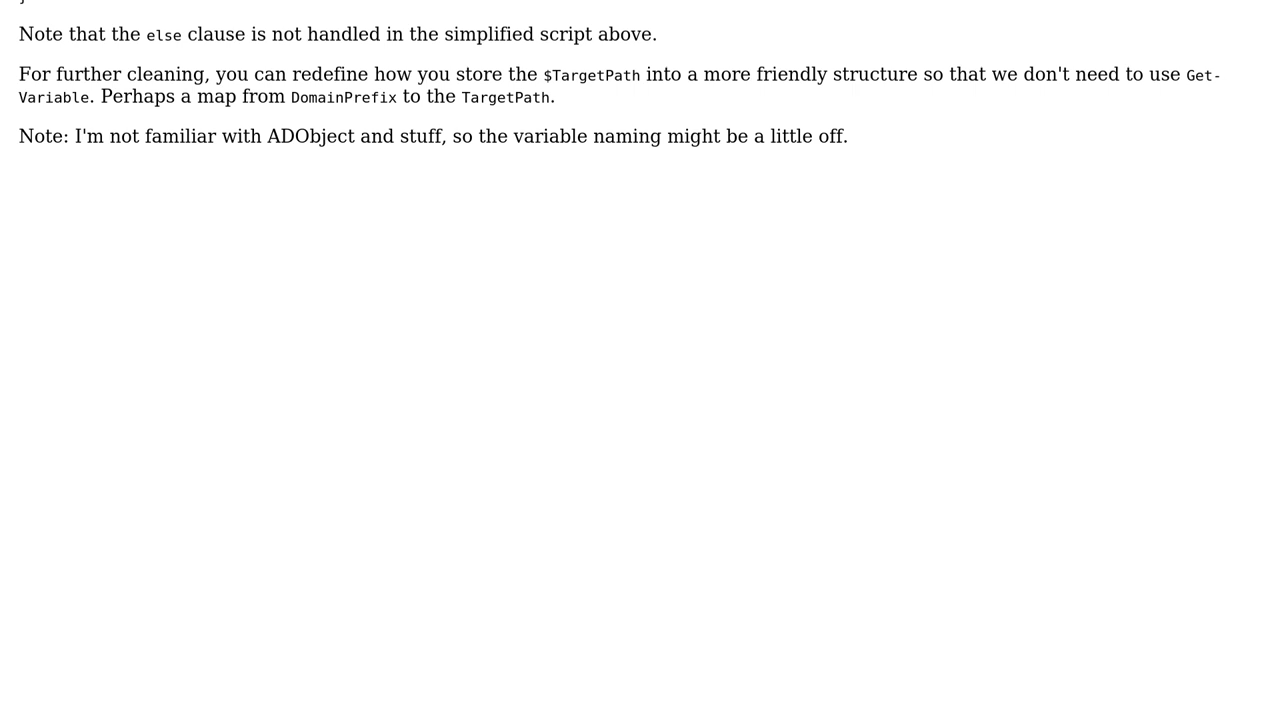 Note that the else clause is not handled in the simplified script above.
For further cleaning, you can redefine how you store the $TargetPath into a more friendly structure so that we don't need to use Get-
Variable. Perhaps a map from DomainPrefix to the TargetPath.
Note: I'm not familiar with ADObject and stuff, so the variable naming might be a little off.